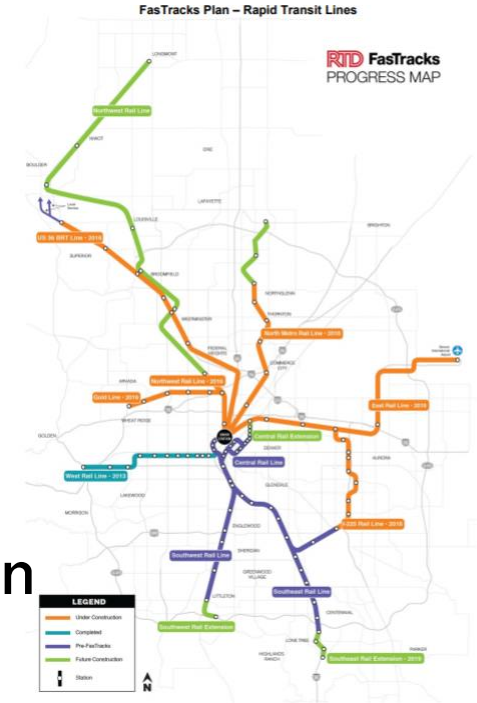 FasTracks Plan – Rapid Transit Lines
RTD FasTracks
PROGRESS MAP
LONGMONT
Northwest Rail Line
NIWOT
ERIE
BOULDER
LAFAYETTE
LOUISVILLE
BRIGHTON
US 36 BRT Line - 2016
SUPERIOR
BROOMFIELD
NORTHGLENN
THORNTON
WESTMINSTER
North Metro Rail Line - 2018
FEDERAL
HEIGHTS
COMMERCE
CITY
Northwest Rail Line - 2016
ARVADA
Gold Line - 2016
East Rail Line - 2016
WHEAT RIDGE
GOLDEN
Central Rail Extension
DENVER
Central Rail Line
AURORA
West Rail Line - 2013
GLENDALE
LAKEWOOD
MORRISON
I-225 Rail Line - 2016
ENGLEWOOD
SHERIDAN
Southwest Rail Line
GREENWOOD
VILLAGE
Southeast Rail Line
LITTLETON
CENTENNIAL
Southwest Rail Extension
LONE TREE
PARKER
HIGHLANDS
RANCH
Southeast Rail Extension - 2019
n
LEGEND
Under Construction
Completed
Pre-FasTracks
Future Construction
Station
N